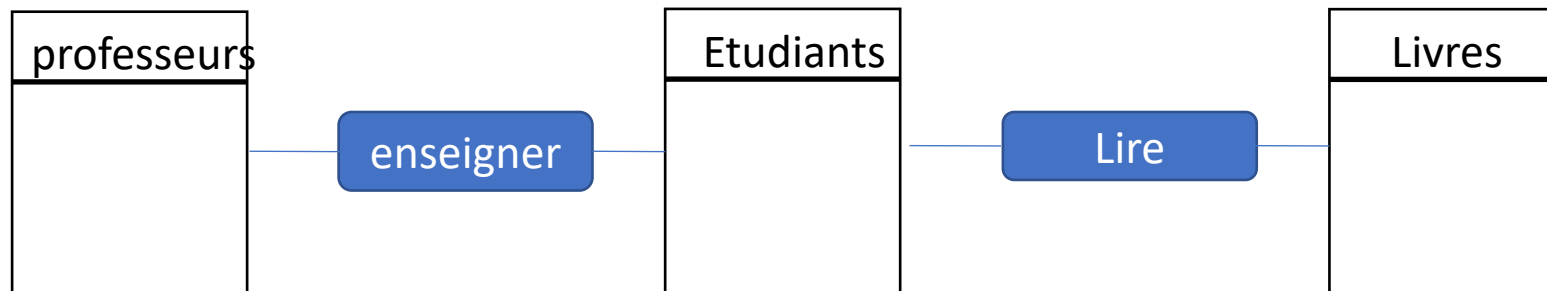 professeurs
enseigner
Etudiants
Lire
Livres